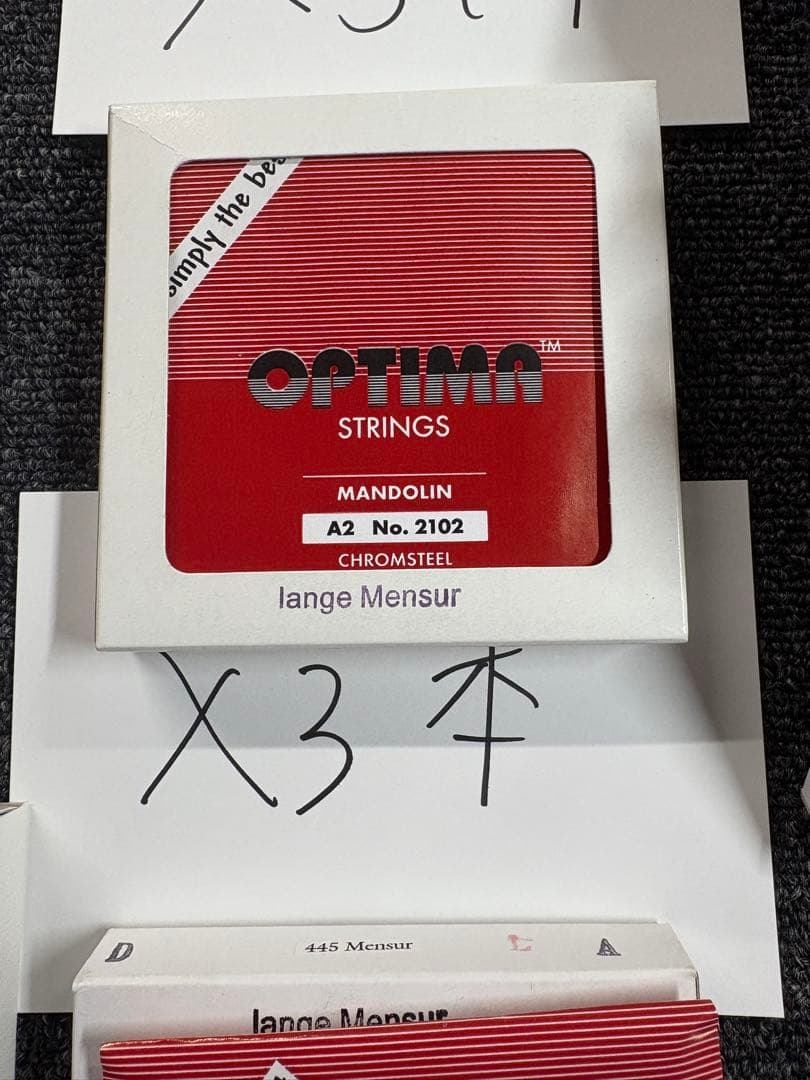 simply the be
OPTIMA™
STRINGS
MANDOLIN
A2 No. 2102
CHROMSTEEL
lange Mensur
X3本
D 445 Mensur A
lange Mensur